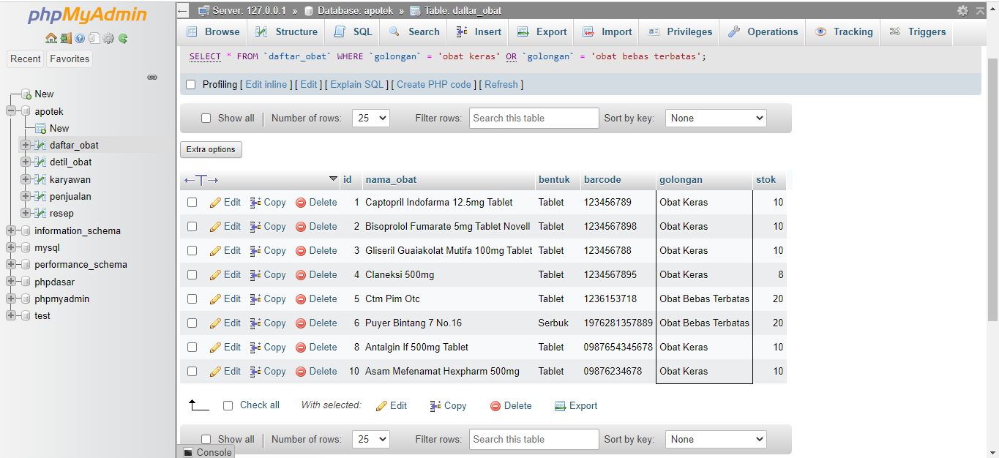 phpMyAdmin
Recent Favorites
New
apotek
New
daftar_obat
detil_obat
karyawan
penjualan
resep
information_schema
mysql
performance_schema
phpdasar
phpmyadmin
test
Server: 127.0.0.1 » Database: apotek » Table: daftar_obat
Browse Structure SQL Search Insert Export Import Privileges Operations Tracking Triggers
SELECT * FROM `daftar_obat` WHERE `golongan` = 'obat keras' OR `golongan` = 'obat bebas terbatas';
Profiling [ Edit inline ] [ Edit ] [ Explain SQL ] [ Create PHP code ] [ Refresh ]
Show all Number of rows: 25 Filter rows: Search this table Sort by key: None
Extra options
←T→ id nama_obat bentuk barcode golongan stok
Edit Copy Delete 1 Captopril Indofarma 12.5mg Tablet Tablet 123456789 Obat Keras 10
Edit Copy Delete 2 Bisoprolol Fumarate 5mg Tablet Novell Tablet 1234567898 Obat Keras 10
Edit Copy Delete 3 Gliseril Guaiakolat Mutifa 100mg Tablet Tablet 123456788 Obat Keras 10
Edit Copy Delete 4 Claneksi 500mg Tablet 1234567895 Obat Keras 8
Edit Copy Delete 5 Ctm Pim Otc Tablet 1236153718 Obat Bebas Terbatas 20
Edit Copy Delete 6 Puyer Bintang 7 No.16 Serbuk 1976281357889 Obat Bebas Terbatas 20
Edit Copy Delete 8 Antalgin If 500mg Tablet Tablet 0987654345678 Obat Keras 10
Edit Copy Delete 10 Asam Mefenamat Hexpharm 500mg Tablet 09876234678 Obat Keras 10
Check all With selected: Edit Copy Delete Export
Show all Number of rows: 25 Filter rows: Search this table Sort by key: None
Console